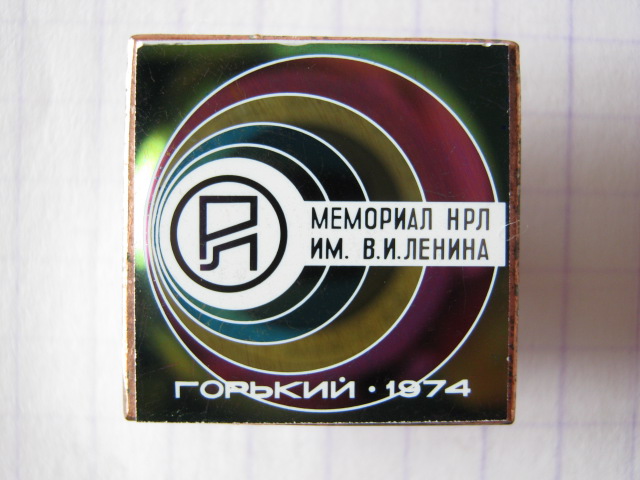 МЕМОРИАЛ НРЛ
ИМ. В.И.ЛЕНИНА
ГОРЬКИЙ • 1974